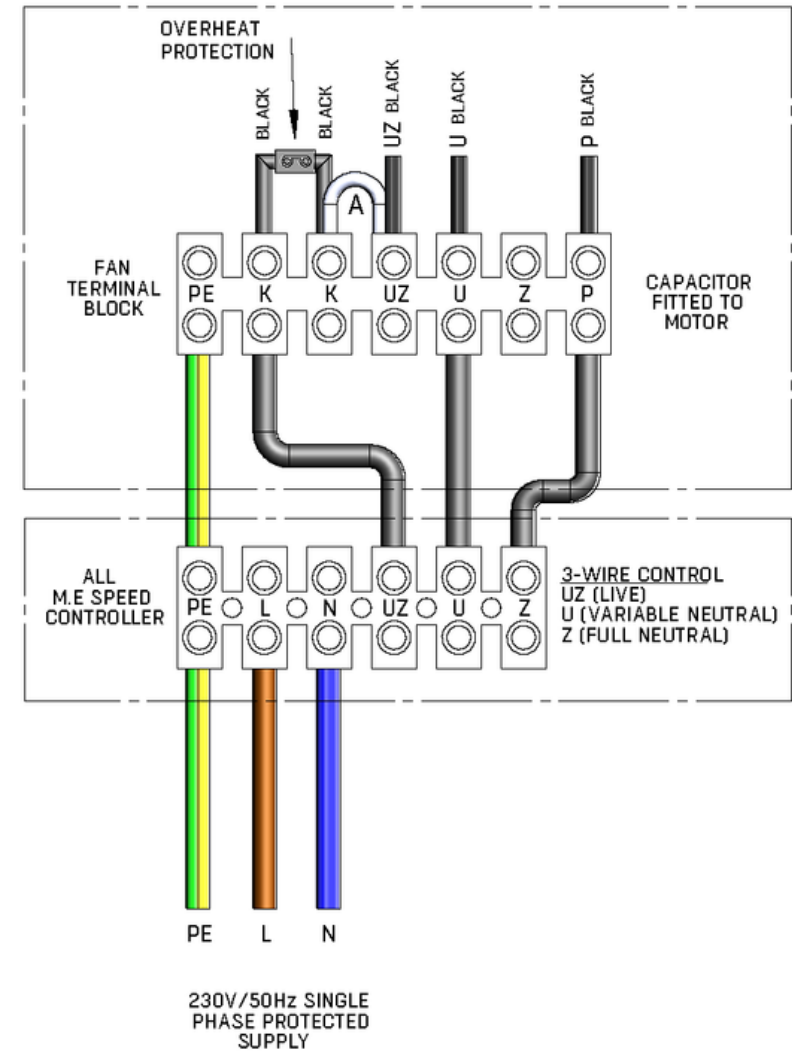 OVERHEAT
PROTECTION
BLACK
BLACK
UZ BLACK
U BLACK
P BLACK
A
FAN
TERMINAL
BLOCK
PE K K UZ U Z P
CAPACITOR
FITTED TO
MOTOR
ALL
M.E SPEED
CONTROLLER
PE L N UZ U Z
3-WIRE CONTROL
UZ (LIVE)
U (VARIABLE NEUTRAL)
Z (FULL NEUTRAL)
PE L N
230V/50Hz SINGLE
PHASE PROTECTED
SUPPLY